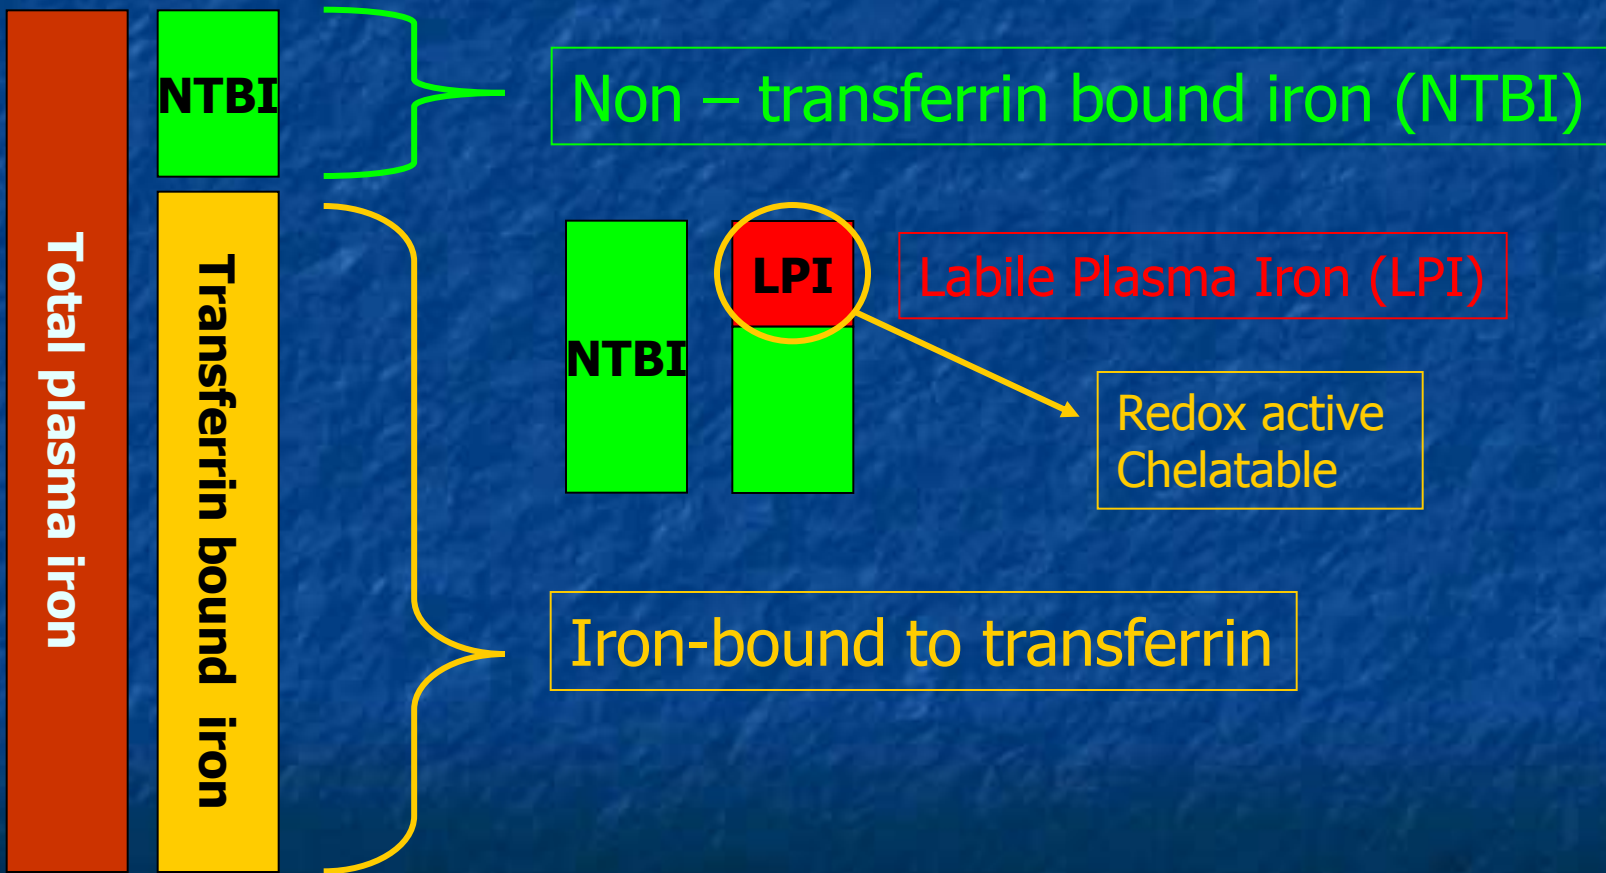 Total plasma iron
NTBI
Transferrin bound iron
Non – transferrin bound iron (NTBI)
NTBI
LPI
Labile Plasma Iron (LPI)
Redox active
Chelatable
Iron-bound to transferrin